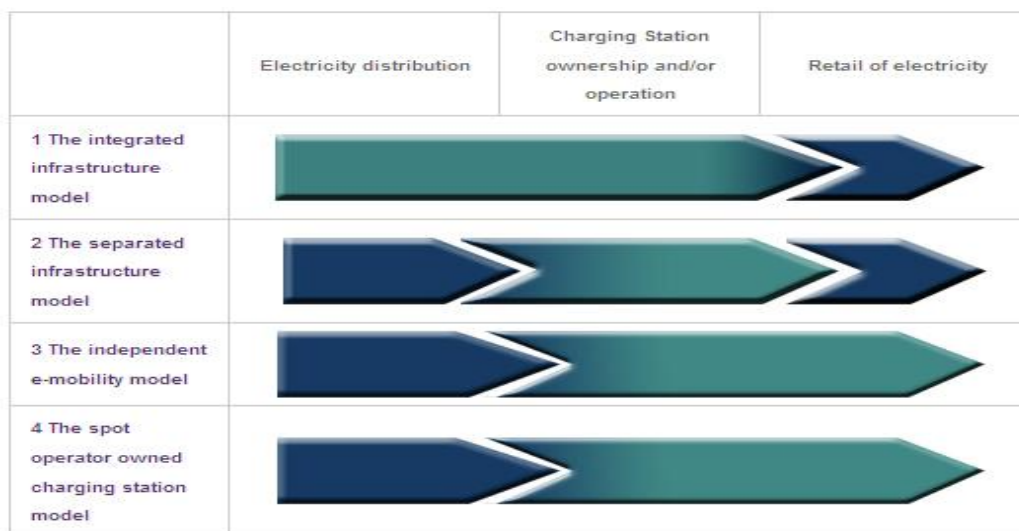 Electricity distribution
Charging Station
ownership and/or
operation
Retail of electricity
1 The integrated
infrastructure
model
2 The separated
infrastructure
model
3 The independent
e-mobility model
4 The spot
operator owned
charging station
model